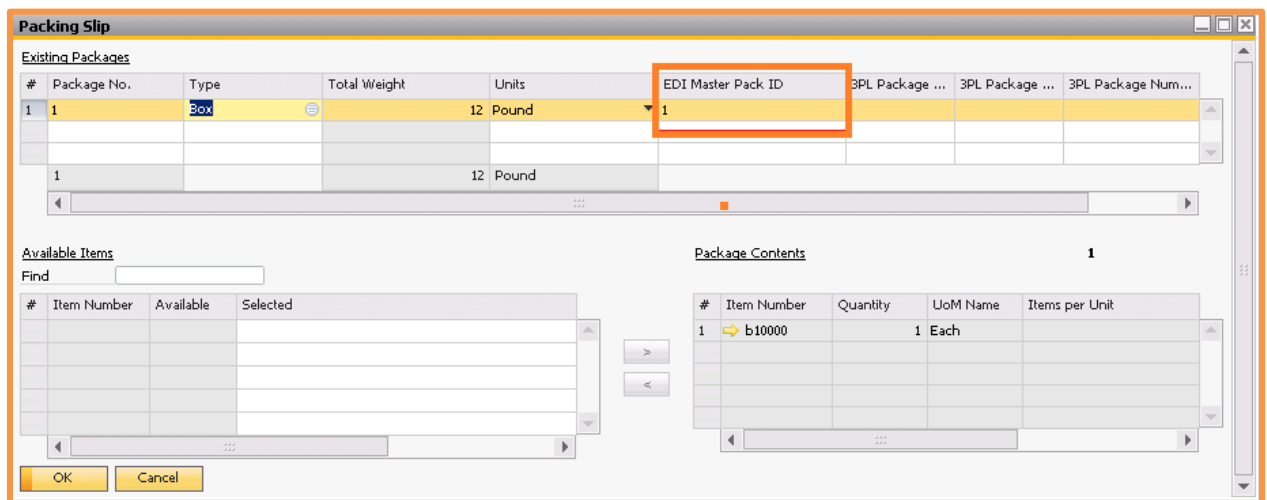 Packing Slip
Existing Packages
# Package No. Type Total Weight Units EDI Master Pack ID 3PL Package ... 3PL Package ... 3PL Package Num...
1 1 Box 12 Pound 1
1 12 Pound
Available Items Package Contents 1
Find
# Item Number Available Selected # Item Number Quantity UoM Name Items per Unit
1 b10000 1 Each
>
<
OK Cancel